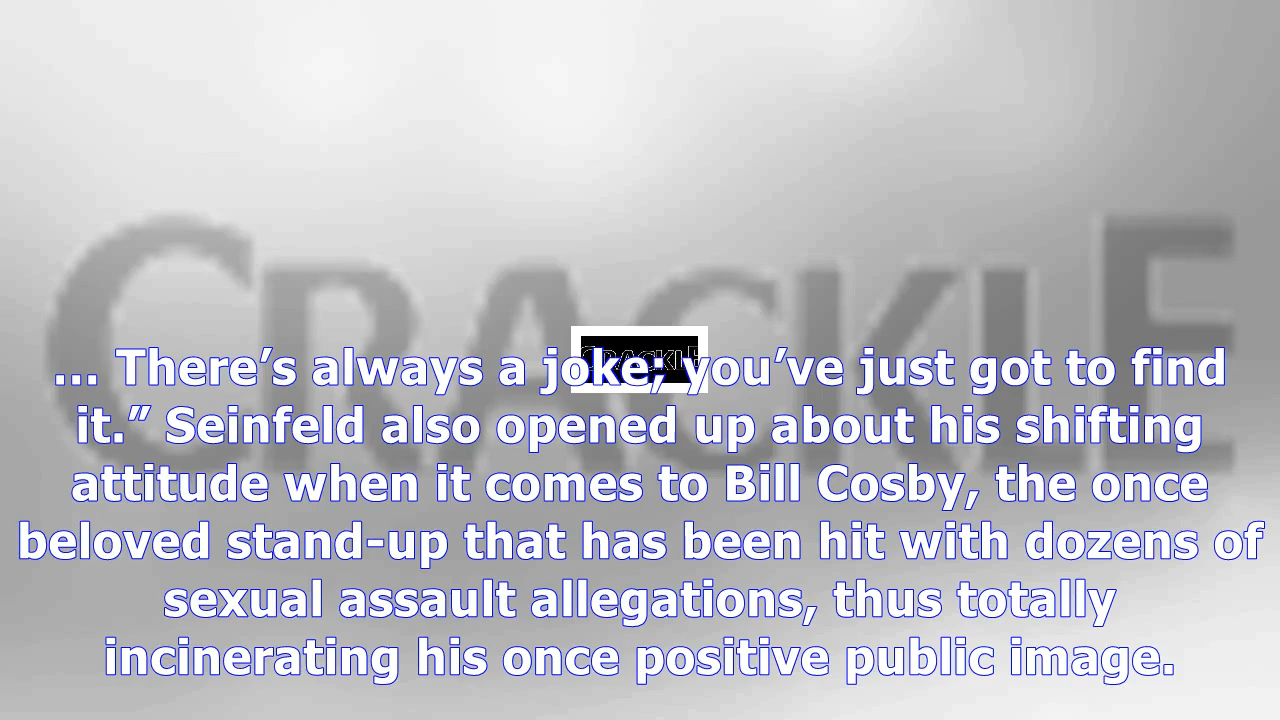 CRACKLE
CRACKLE
... There’s always a joke; you’ve just got to find
it.” Seinfeld also opened up about his shifting
attitude when it comes to Bill Cosby, the once
beloved stand-up that has been hit with dozens of
sexual assault allegations, thus totally
incinerating his once positive public image.